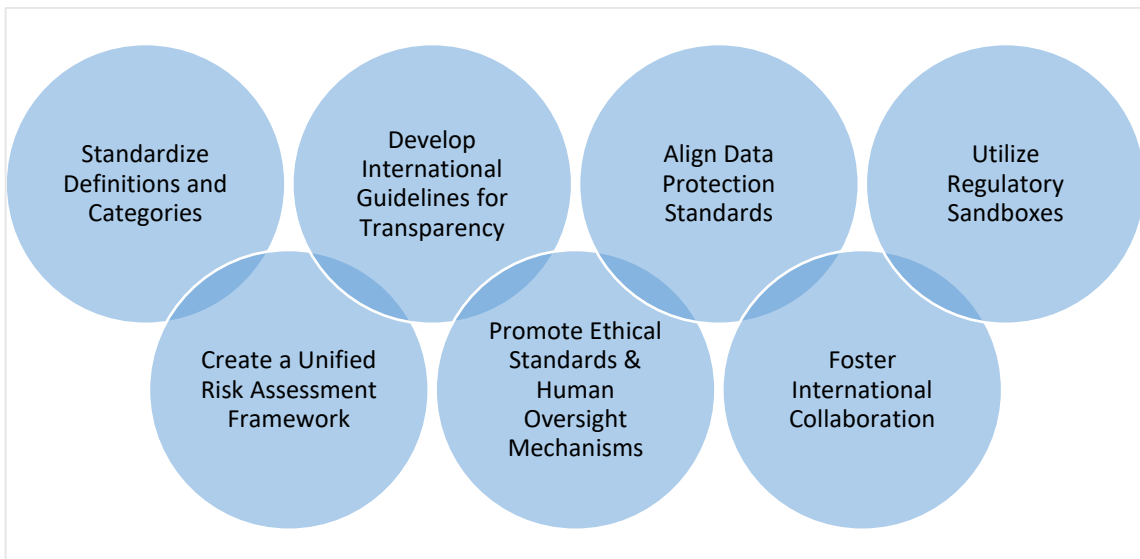 Standardize
Definitions and
Categories
Develop
International
Guidelines for
Transparency
Align Data
Protection
Standards
Utilize
Regulatory
Sandboxes
Create a Unified
Risk Assessment
Framework
Promote Ethical
Standards &
Human
Oversight
Mechanisms
Foster
International
Collaboration